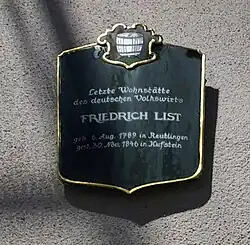 Letzte Wohnstätte
des deutschen Volkswirts
FRIEDRICH LIST
geb. 6. Aug. 1789 in Reutlingen
gest. 30. Nov. 1846 in Kufstein